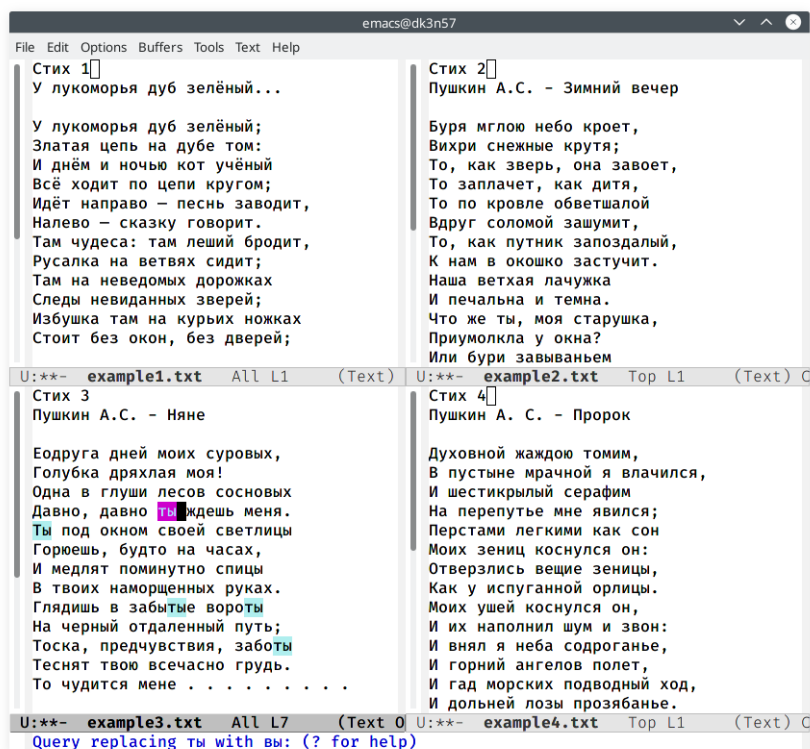 emacs@dk3n57
File Edit Options Buffers Tools Text Help
Стих 1
У лукоморья дуб зелёный...
У лукоморья дуб зелёный;
Златая цепь на дубе том:
И днём и ночью кот учёный
Всё ходит по цепи кругом;
Идёт направо — песнь заводит,
Налево — сказку говорит.
Там чудеса: там леший бродит,
Русалка на ветвях сидит;
Там на неведомых дорожках
Следы невиданных зверей;
Избушка там на курьих ножках
Стоит без окон, без дверей;
U:**- example1.txt All L1 (Text)
Стих 2
Пушкин А.С. - Зимний вечер
Буря мглою небо кроет,
Вихри снежные крутя;
То, как зверь, она завоет,
То заплачет, как дитя,
То по кровле обветшалой
Вдруг соломой зашумит,
То, как путник запоздалый,
К нам в окошко застучит.
Наша ветхая лачужка
И печальна и темна.
Что же ты, моя старушка,
Приумолкла у окна?
Или бури завываньем
U:**- example2.txt Top L1 (Text) C
Стих 3
Пушкин А.С. - Няне
Еодруга дней моих суровых,
Голубка дряхлая моя!
Одна в глуши лесов сосновых
Давно, давно ты ждешь меня.
Ты под окном своей светлицы
Горюешь, будто на часах,
И медлят поминутно спицы
В твоих наморщенных руках.
Глядишь в забытые вороты
На черный отдаленный путь;
Тоска, предчувствия, заботы
Теснят твою всечасно грудь.
То чудится мне . . . . . . . . .
U:**- example3.txt All L7 (Text O
Стих 4
Пушкин А. С. - Пророк
Духовной жаждою томим,
В пустыне мрачной я влачился,
И шестикрылый серафим
На перепутье мне явился;
Перстами легкими как сон
Моих зениц коснулся он:
Отверзлись вещие зеницы,
Как у испуганной орлицы.
Моих ушей коснулся он,
И их наполнил шум и звон:
И внял я неба содроганье,
И горний ангелов полет,
И гад морских подводный ход,
И дольней лозы прозябанье.
U:**- example4.txt Top L1 (Text) C
Query replacing ты with вы: (? for help)